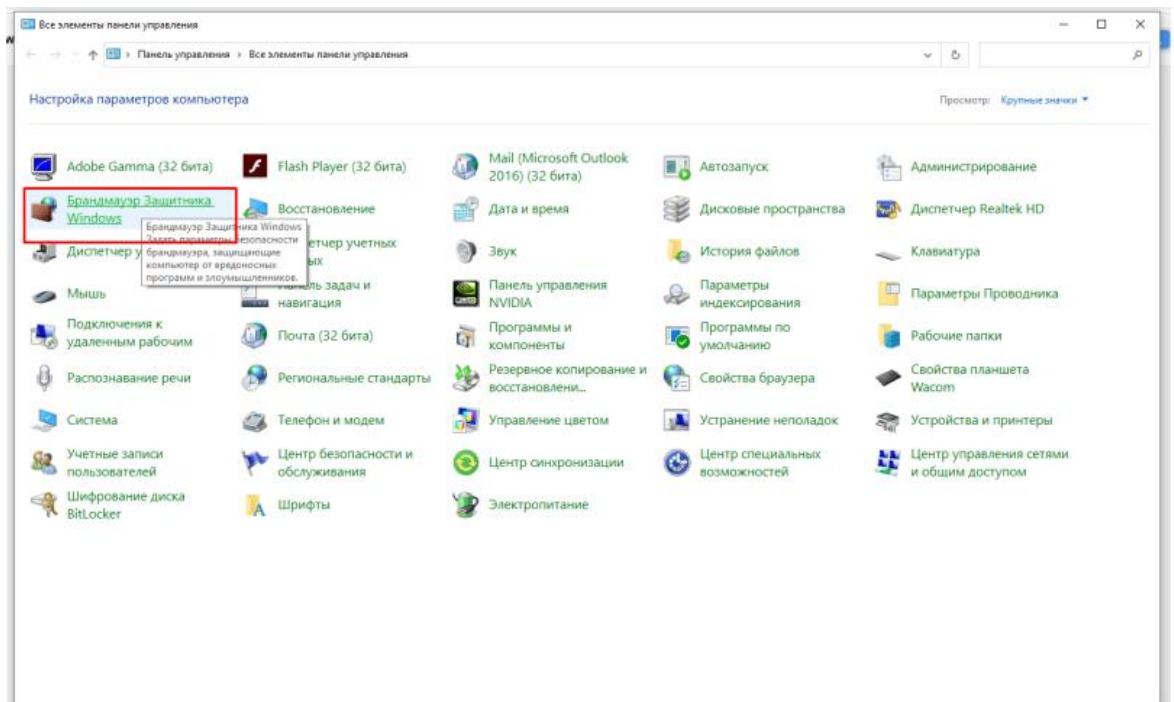 Все элементы панели управления
Панель управления > Все элементы панели управления
Настройка параметров компьютера
Просмотр: Крупные значки
Adobe Gamma (32 бита)
Flash Player (32 бита)
Mail (Microsoft Outlook
2016) (32 бита)
Автозапуск
Администрирование
Брандмауэр Защитника
Windows
Восстановление
Дата и время
Дисковые пространства
Диспетчер Realtek HD
Брандмауэр Защитника Windows
Задать параметры безопасности
брандмауэра, защищающие
компьютер от вредоносных
программ и злоумышленников.
Диспетчер
учетных
Звук
История файлов
Клавиатура
Мышь
задач и
навигация
Панель управления
NVIDIA
Параметры
индексирования
Параметры Проводника
Подключения к
удаленным рабочим
Почта (32 бита)
Программы и
компоненты
Программы по
умолчанию
Рабочие папки
Распознавание речи
Региональные стандарты
Резервное копирование и
восстановлени...
Свойства браузера
Свойства планшета
Wacom
Система
Телефон и модем
Управление цветом
Устранение неполадок
Устройства и принтеры
Учетные записи
пользователей
Центр безопасности и
обслуживания
Центр синхронизации
Центр специальных
возможностей
Центр управления сетями
и общим доступом
Шифрование диска
BitLocker
Шрифты
Электропитание